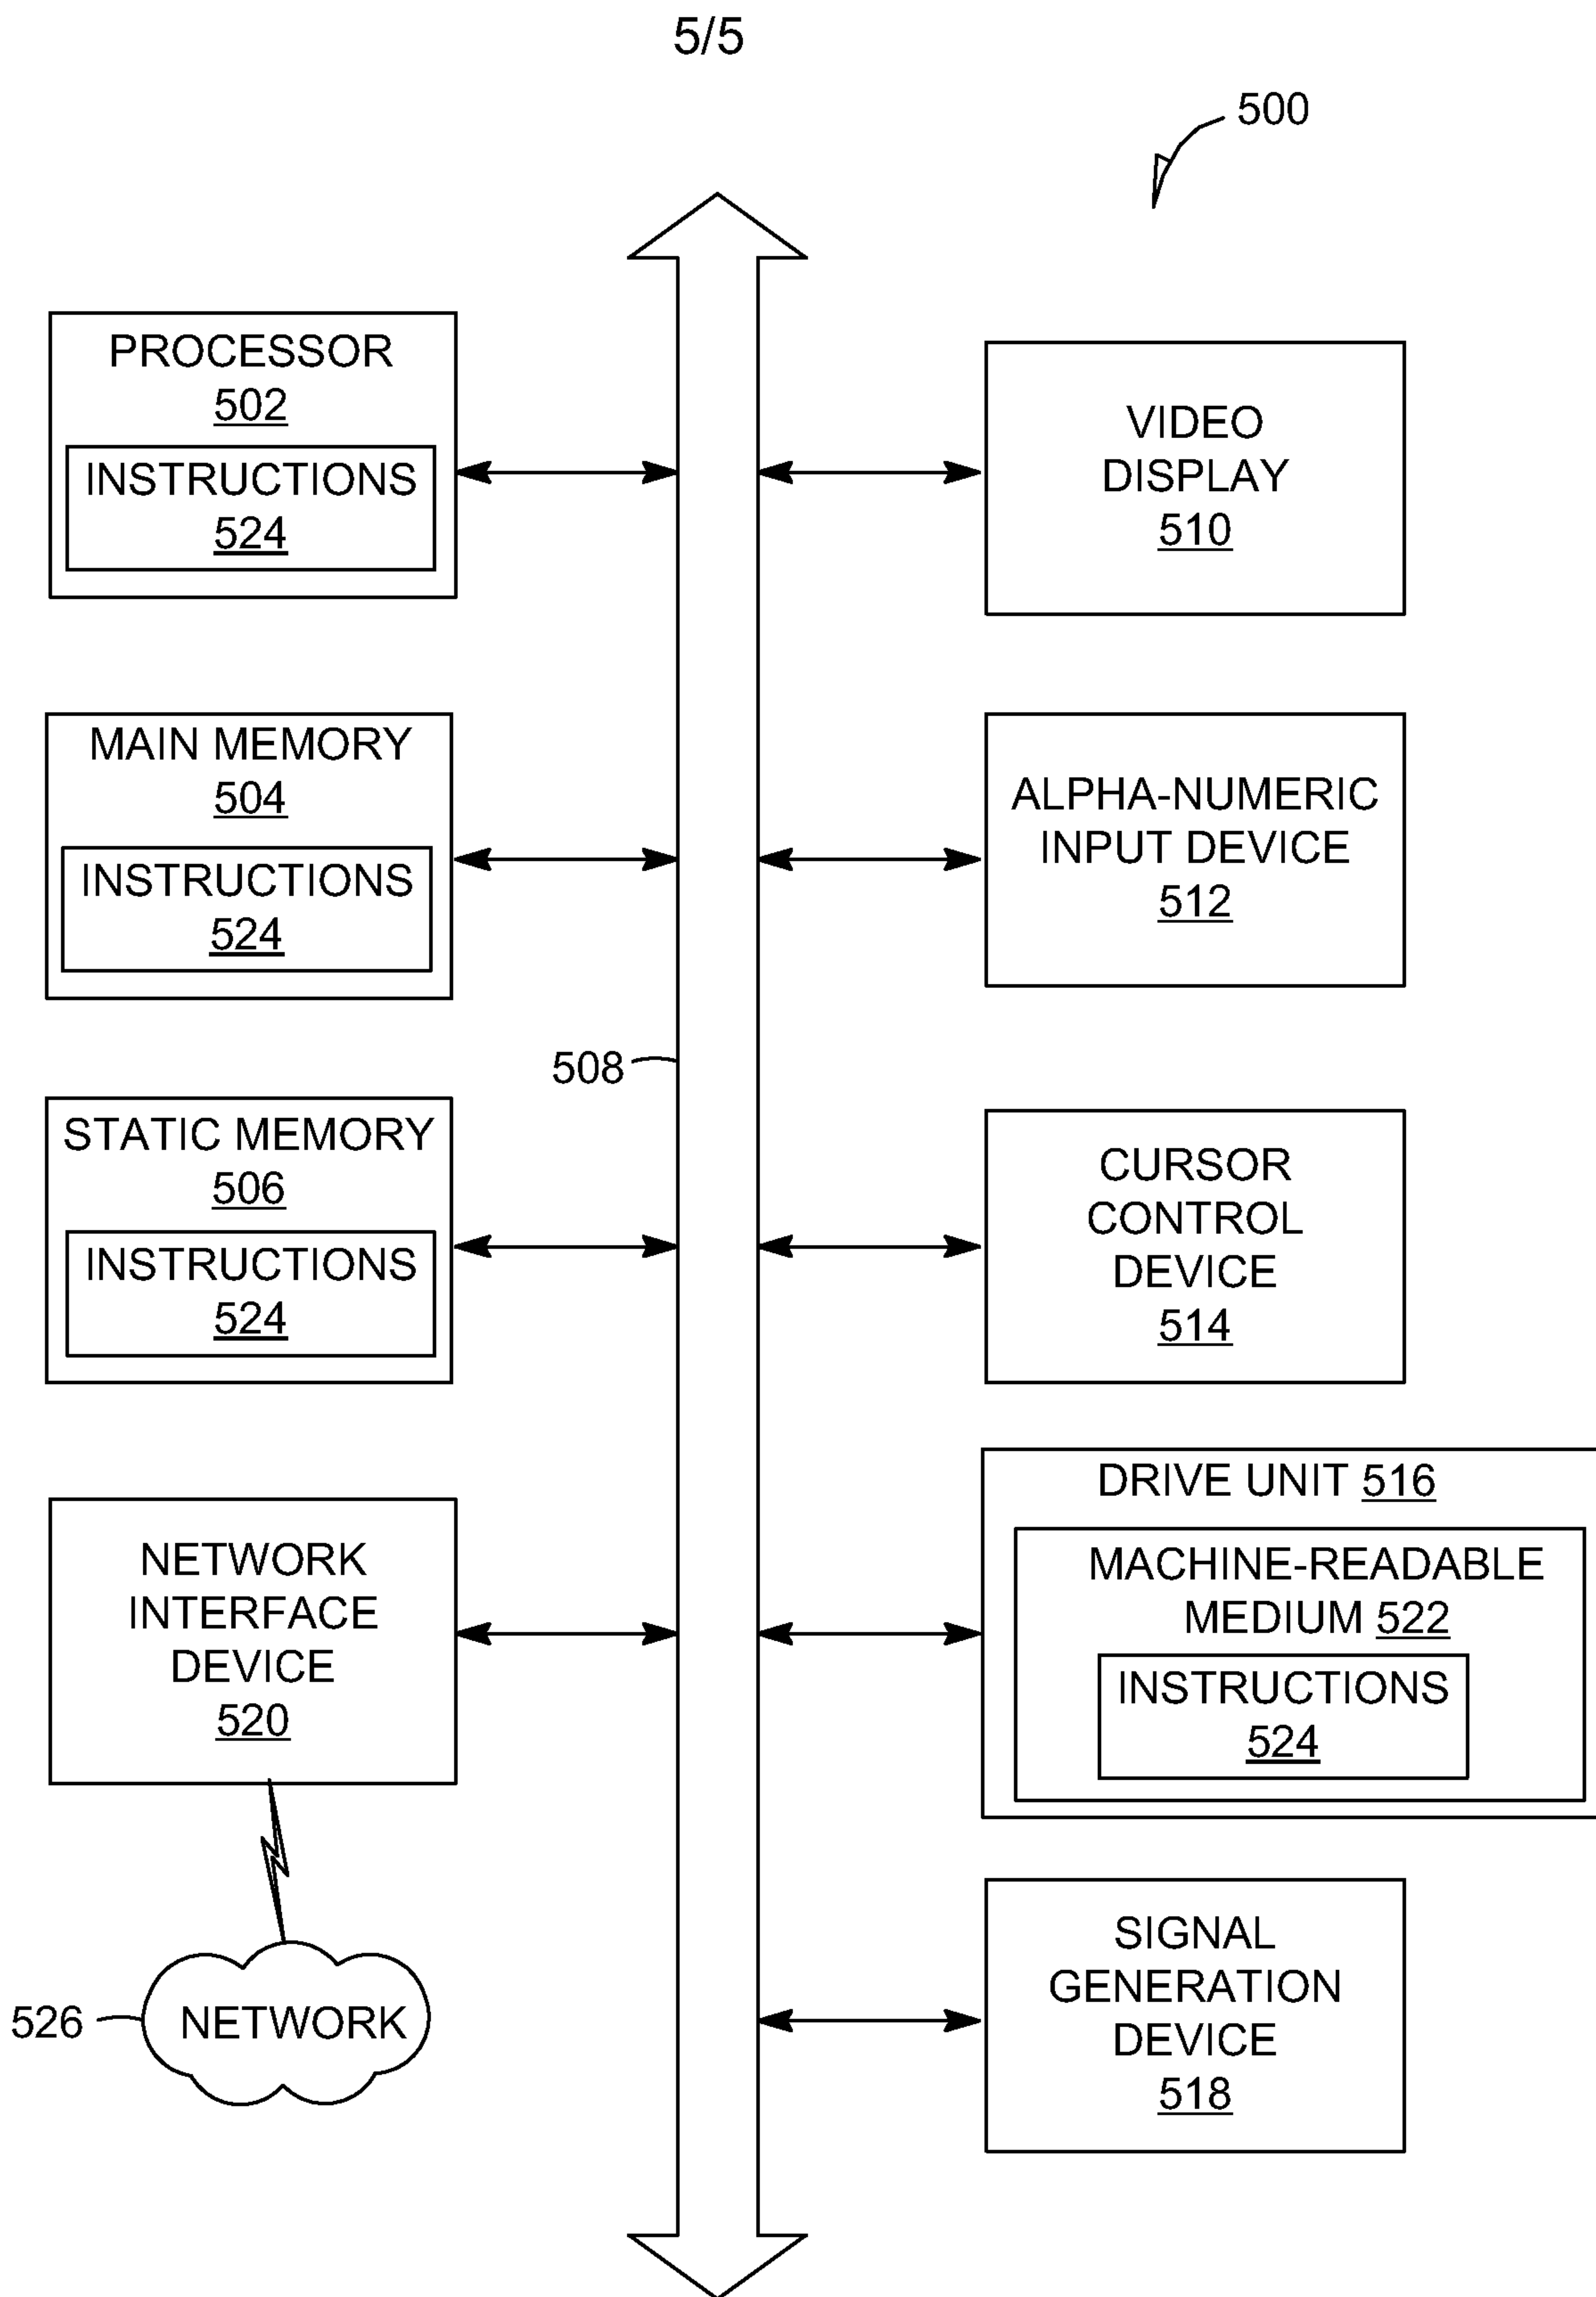 5/5
500
PROCESSOR
502
INSTRUCTIONS
524
MAIN MEMORY
504
INSTRUCTIONS
524
508
STATIC MEMORY
506
INSTRUCTIONS
524
NETWORK
INTERFACE
DEVICE
520
526
NETWORK
VIDEO
DISPLAY
510
ALPHA-NUMERIC
INPUT DEVICE
512
CURSOR
CONTROL
DEVICE
514
DRIVE UNIT 516
MACHINE-READABLE
MEDIUM 522
INSTRUCTIONS
524
SIGNAL
GENERATION
DEVICE
518